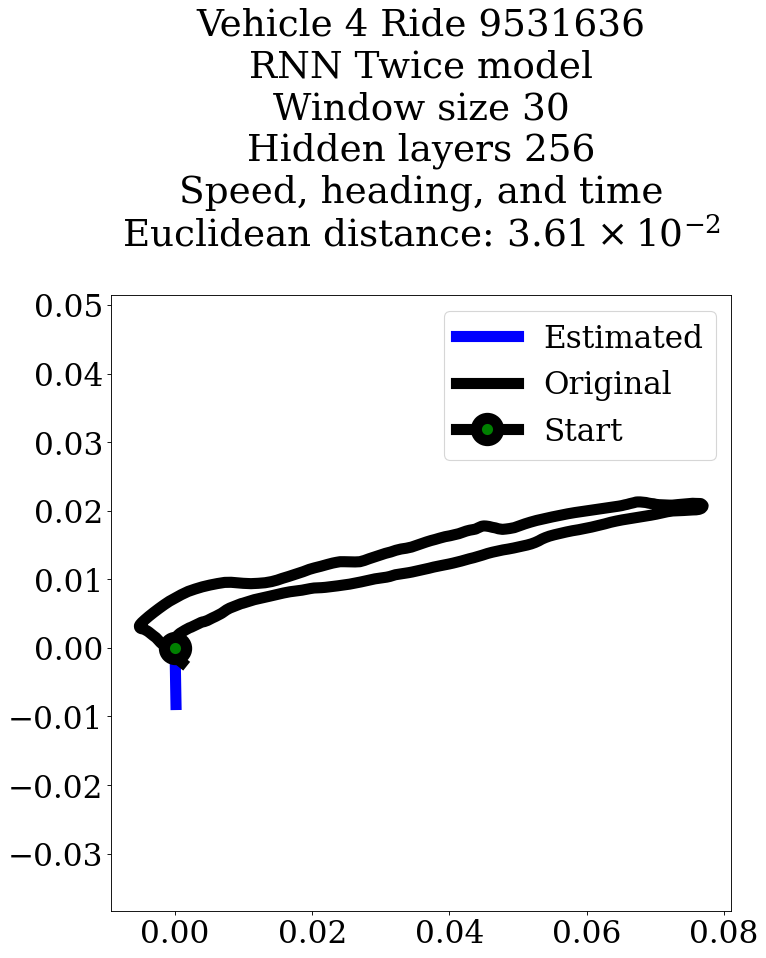 Vehicle 4 Ride 9531636
RNN Twice model
Window size 30
Hidden layers 256
Speed, heading, and time
Euclidean distance: 3.61 × 10⁻²
0.05
0.04
0.03
0.02
0.01
0.00
−0.01
−0.02
−0.03
Estimated
Original
Start
0.00 0.02 0.04 0.06 0.08